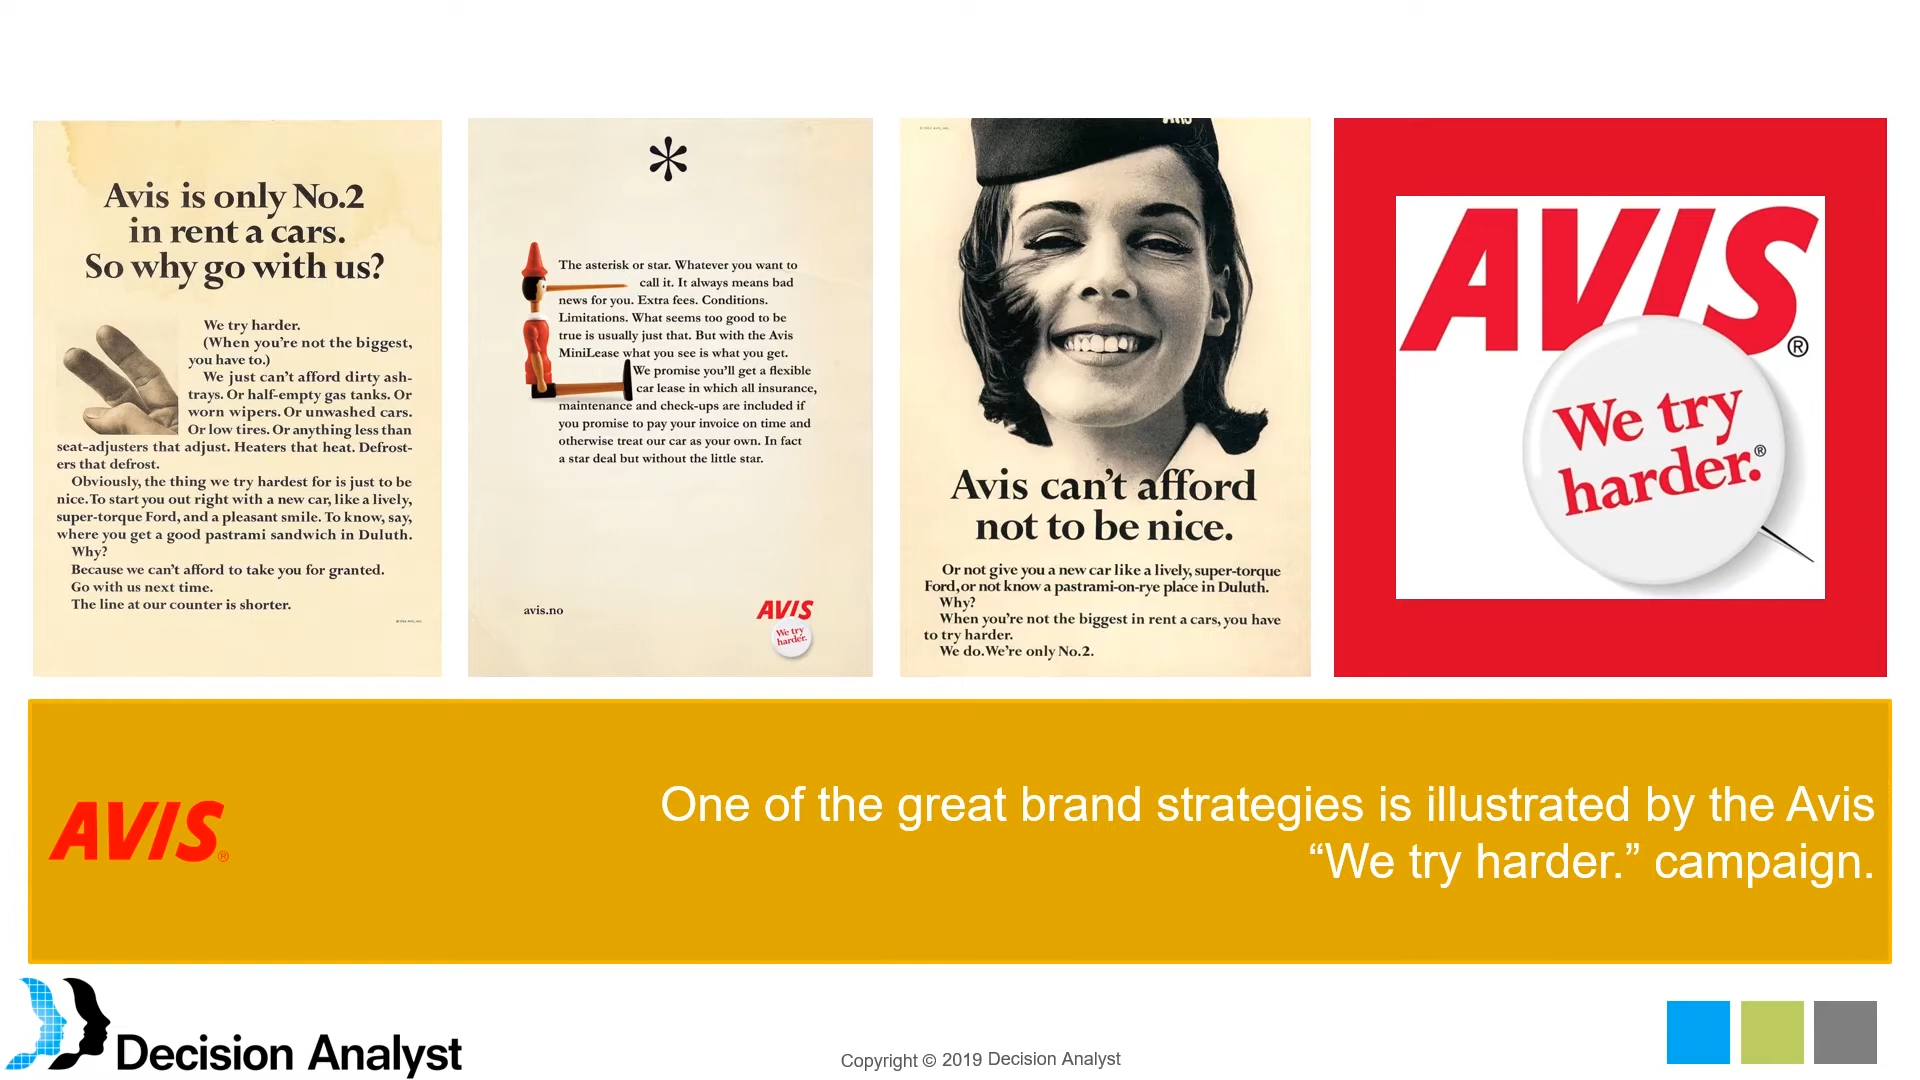 Avis is only No.2
in rent a cars.
So why go with us?
We try harder.
(When you're not the biggest,
you have to.)
We just can't afford dirty ash-
trays. Or half-empty gas tanks. Or
worn wipers. Or unwashed cars.
Or low tires. Or anything less than
seat-adjusters that adjust. Heaters that heat. Defrost-
ers that defrost.
Obviously, the thing we try hardest for is just to be
nice. To start you out right with a new car, like a lively,
super-torque Ford, and a pleasant smile. To know, say,
where you get a good pastrami sandwich in Duluth.
Why?
Because we can't afford to take you for granted.
Go with us next time.
The line at our counter is shorter.
*
The asterisk or star. Whatever you want to
call it. It always means bad
news for you. Extra fees. Conditions.
Limitations. What seems too good to be
true is usually just that. But with the Avis
MiniLease what you see is what you get.
We promise you'll get a flexible
car lease in which all insurance,
maintenance and check-ups are included if
you promise to pay your invoice on time and
otherwise treat our car as your own. In fact
a star deal but without the little star.
avis.no
AVIS
We try
harder.
Avis can't afford
not to be nice.
Or not give you a new car like a lively, super-torque
Ford, or not know a pastrami-on-rye place in Duluth.
Why?
When you're not the biggest in rent a cars, you have
to try harder.
We do. We're only No.2.
AVIS®
We try
harder.®
AVIS®
One of the great brand strategies is illustrated by the Avis
“We try harder.” campaign.
Decision Analyst
Copyright © 2019 Decision Analyst